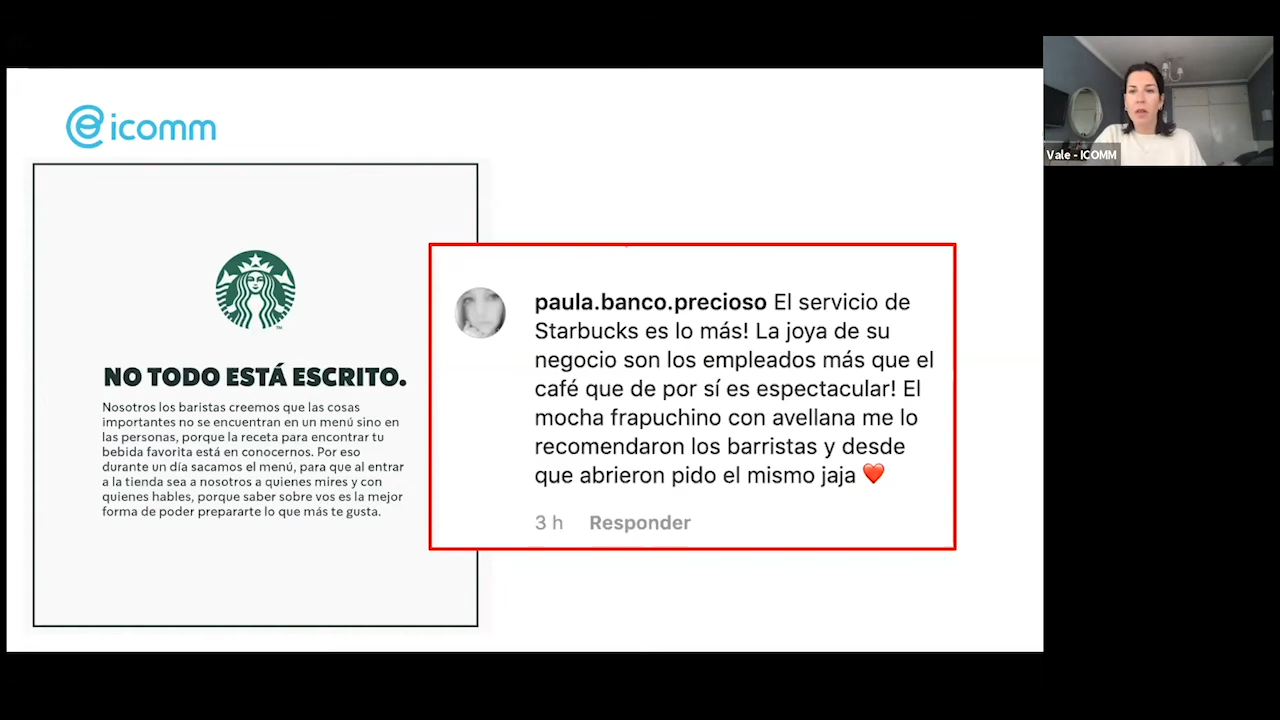 icomm
NO TODO ESTÁ ESCRITO.
Nosotros los baristas creemos que las cosas
importantes no se encuentran en un menú sino en
las personas, porque la receta para encontrar tu
bebida favorita está en conocernos. Por eso
durante un día sacamos el menú, para que al entrar
a la tienda sea a nosotros a quienes mires y con
quienes hables, porque saber sobre vos es la mejor
forma de poder prepararte lo que más te gusta.
paula.banco.precioso El servicio de
Starbucks es lo más! La joya de su
negocio son los empleados más que el
café que de por sí es espectacular! El
mocha frapuchino con avellana me lo
recomendaron los barristas y desde
que abrieron pido el mismo jaja ❤️
3 h Responder
Vale - ICOMM